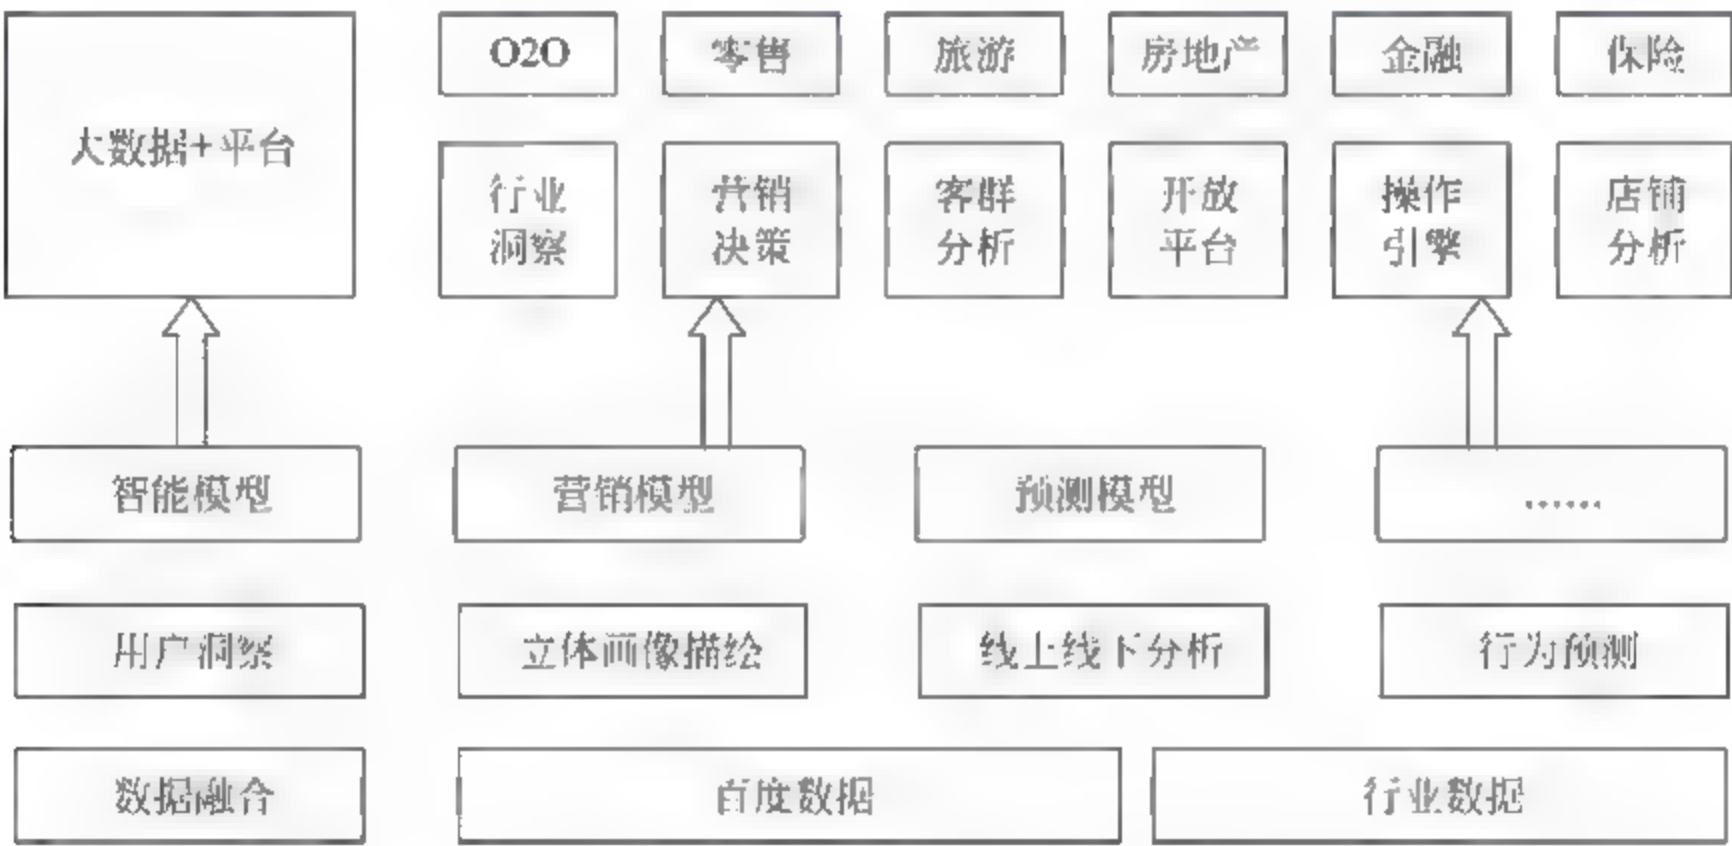 O2O 零售 旅游 房地产 金融 保险
大数据+平台
行业 营销 客群 开放 操作 店铺
洞察 决策 分析 平台 引擎 分析
智能模型 营销模型 预测模型 ……
用户洞察 立体画像描绘 线上线下分析 行为预测
数据融合 百度数据 行业数据